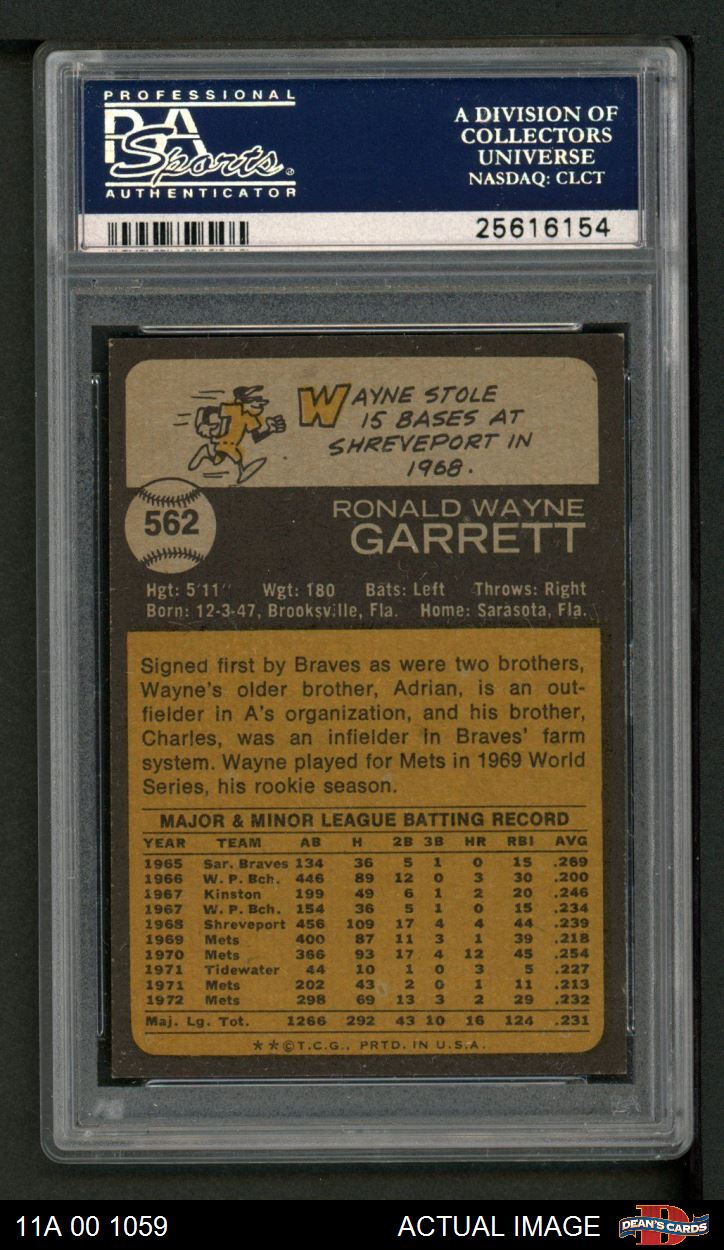 PROFESSIONAL
PSA
Sports
AUTHENTICATOR
A DIVISION OF
COLLECTORS
UNIVERSE
NASDAQ: CLCT
25616154
WAYNE STOLE
15 BASES AT
SHREVEPORT IN
1968.
562
RONALD WAYNE
GARRETT
Hgt: 5'11" Wgt: 180 Bats: Left Throws: Right
Born: 12-3-47, Brooksville, Fla. Home: Sarasota, Fla.
Signed first by Braves as were two brothers,
Wayne's older brother, Adrian, is an out-
fielder in A's organization, and his brother,
Charles, was an infielder in Braves' farm
system. Wayne played for Mets in 1969 World
Series, his rookie season.
MAJOR & MINOR LEAGUE BATTING RECORD
YEAR TEAM AB H 2B 3B HR RBI AVG
1965 Sar. Braves 134 36 5 1 0 15 .269
1966 W. P. Bch. 446 89 12 0 3 30 .200
1967 Kinston 199 49 6 1 2 20 .246
1967 W. P. Bch. 154 36 5 1 0 15 .234
1968 Shreveport 456 109 17 4 4 44 .239
1969 Mets 400 87 11 3 1 39 .218
1970 Mets 366 93 17 4 12 45 .254
1971 Tidewater 44 10 1 0 3 5 .227
1971 Mets 202 43 2 0 1 11 .213
1972 Mets 298 69 13 3 2 29 .232
Maj. Lg. Tot. 1266 292 43 10 16 124 .231
**©T.C.G., PRTD. IN U.S.A.
11A 00 1059 ACTUAL IMAGE DEAN'S CARDS